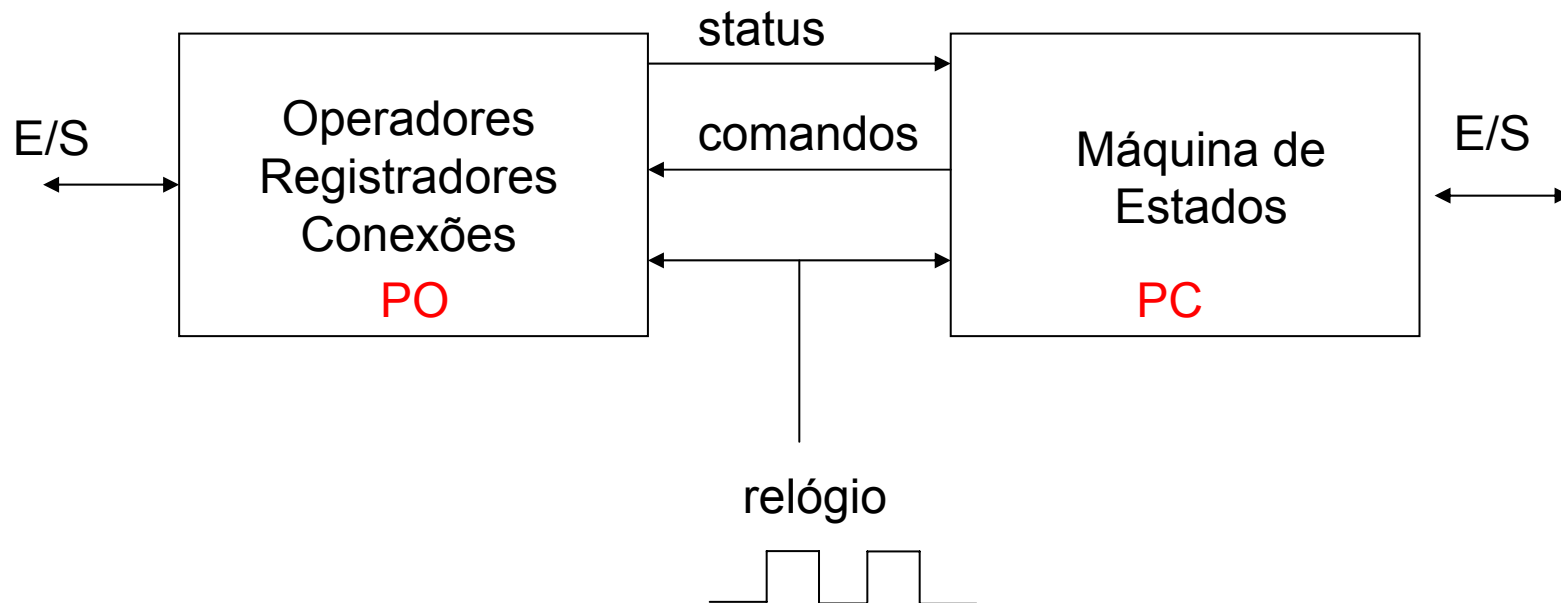 status
E/S
Operadores
Registradores
Conexões
PO
comandos
Máquina de
Estados
PC
E/S
relógio